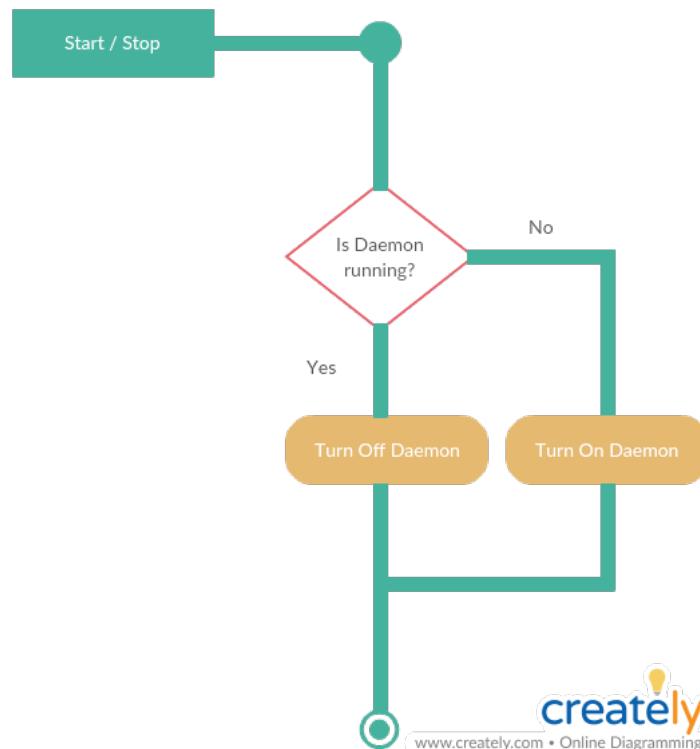 Start / Stop
Is Daemon
running?
No
Yes
Turn Off Daemon
Turn On Daemon
creately
www.creately.com • Online Diagramming